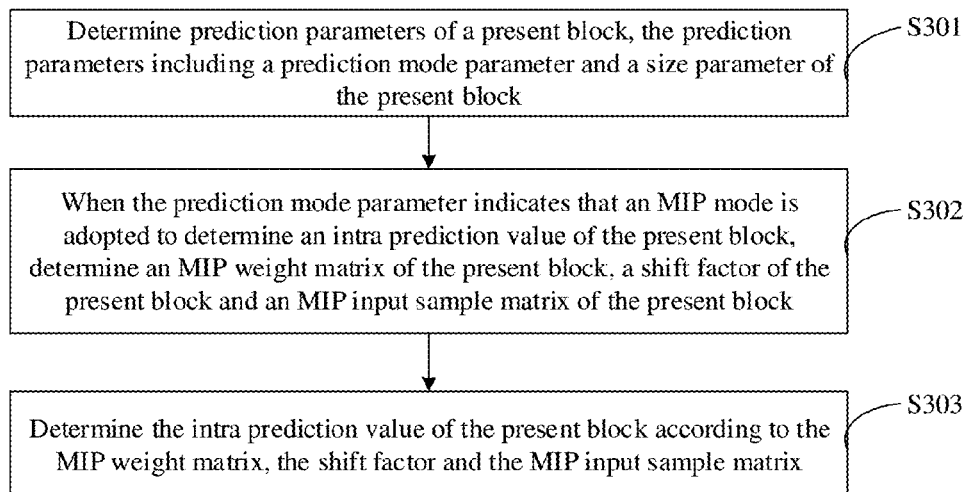 Determine prediction parameters of a present block, the prediction
parameters including a prediction mode parameter and a size parameter of
the present block
S301
When the prediction mode parameter indicates that an MIP mode is
adopted to determine an intra prediction value of the present block,
determine an MIP weight matrix of the present block, a shift factor of the
present block and an MIP input sample matrix of the present block
S302
Determine the intra prediction value of the present block according to the
MIP weight matrix, the shift factor and the MIP input sample matrix
S303